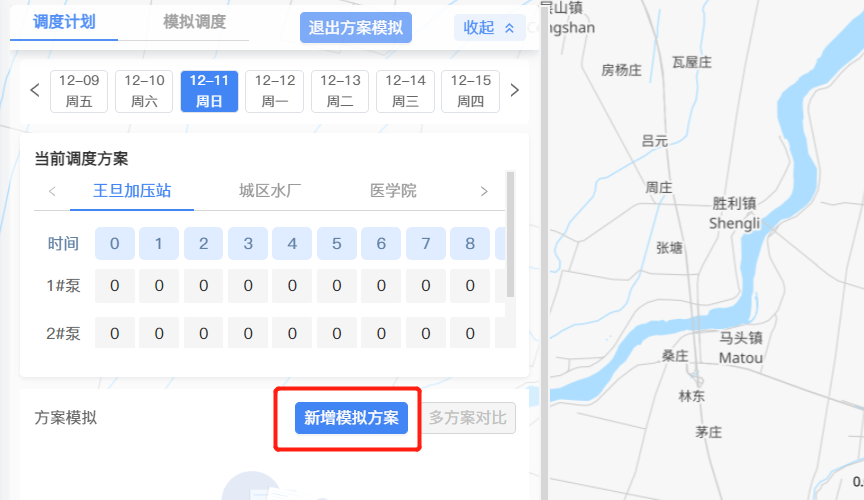 调度计划 模拟调度 退出方案模拟 收起
12-09 12-10 12-11 12-12 12-13 12-14 12-15
周五 周六 周日 周一 周二 周三 周四
当前调度方案
王旦加压站 城区水厂 医学院
时间 0 1 2 3 4 5 6 7 8
1#泵 0 0 0 0 0 0 0 0 0
2#泵 0 0 0 0 0 0 0 0 0
方案模拟 新增模拟方案 多方案对比
房杨庄
瓦屋庄
吕元
周庄
胜利镇
Shengli
张塘
马头镇
Matou
桑庄
林东
茅庄